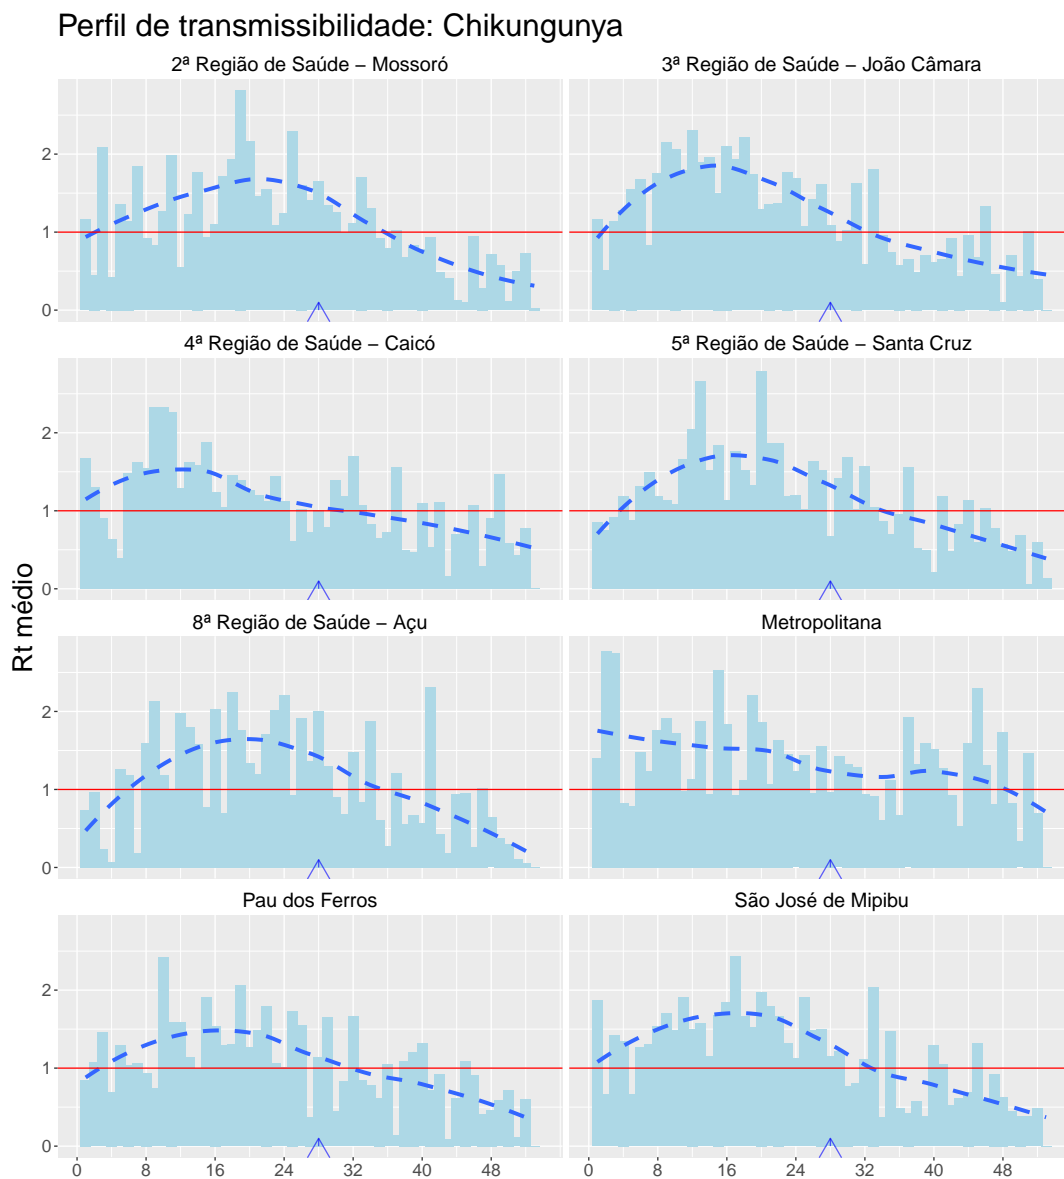 Perfil de transmissibilidade: Chikungunya
2ª Região de Saúde − Mossoró
3ª Região de Saúde − João Câmara
2
1
0
4ª Região de Saúde − Caicó
5ª Região de Saúde − Santa Cruz
2
1
0
Rt médio
8ª Região de Saúde − Açu
Metropolitana
2
1
0
Pau dos Ferros
São José de Mipibu
2
1
0
0 8 16 24 32 40 48
0 8 16 24 32 40 48